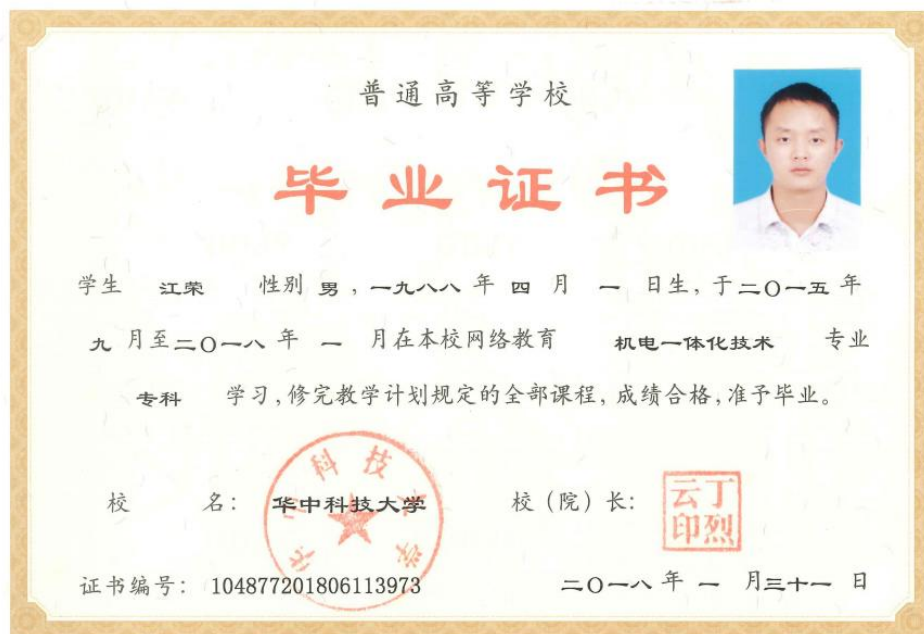 普通高等学校
毕业证书
学生 江荣 性别 男，一九八八 年 四 月 一 日生，于二〇一五 年
九 月至二〇一八 年 一 月在本校网络教育 机电一体化技术 专业
专科 学习，修完教学计划规定的全部课程，成绩合格，准予毕业。
校 名： 华中科技大学 校（院）长：
华中科技大学
丁烈云印
证书编号： 104877201806113973 二〇一八 年 一 月三十一 日